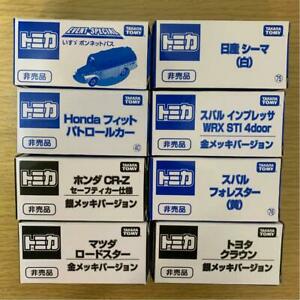 トミカ
EVENT SPECIAL
いすゞボンネットバス
非売品
トミカ
TAKARA TOMY
日産 シーマ
(白)
非売品
75
トミカ
TAKARA TOMY
Honda フィット
パトロールカー
非売品
40
トミカ
TAKARA TOMY
スバル インプレッサ
WRX STI 4door
金メッキバージョン
非売品
トミカ
TAKARA TOMY
ホンダ CR-Z
セーフティカー仕様
銀メッキバージョン
非売品
トミカ
TAKARA TOMY
スバル
フォレスター
非売品
トミカ
TAKARA TOMY
マツダ
ロードスター
金メッキバージョン
非売品
トミカ
TAKARA TOMY
トヨタ
クラウン
銀メッキバージョン
非売品